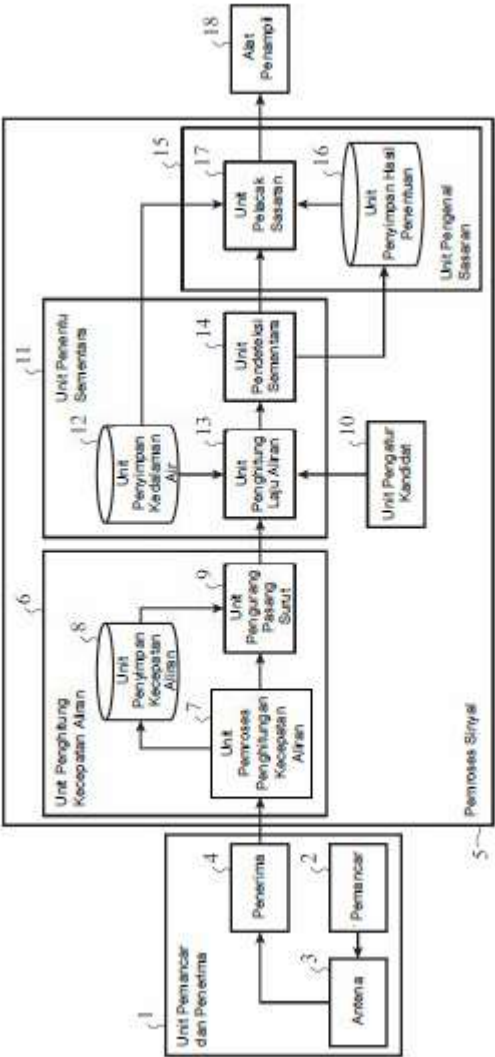 1
Unit Pemancar
dan Penerima
4
Penerima
2
Pemancar
3
Antena
5
Pemroses Sinyal
6
Unit Penghitung
Kecepatan Aliran
8
Unit
Penyimpan
Kecepatan
Aliran
7
Unit
Pemroses
Penghitungan
Kecepatan
Aliran
9
Unit
Pengurang
Pasang
Surut
11
Unit Penentu
Sementara
12
Unit
Penyimpan
Kedalaman
Air
13
Unit
Penghitung
Laju Aliran
14
Unit
Pendeteksi
Sementara
10
Unit Pengatur
Kandidat
15
17
Unit
Pelacak
Sasaran
16
Unit
Penyimpan Hasil
Penentuan
Unit Pengenal
Sasaran
18
Alat
Penampil